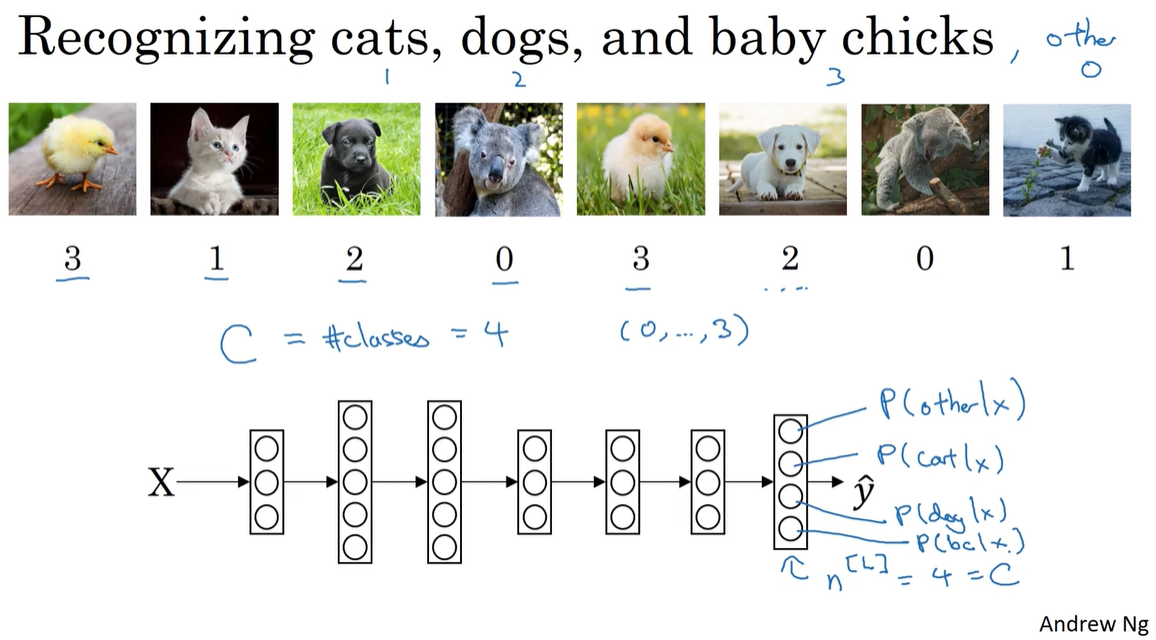 Recognizing cats, dogs, and baby chicks, other
1 2 3 0
3 1 2 0 3 2 0 1
C = #classes = 4 (0, ..., 3)
P(other|x)
P(cat|x)
X ŷ
P(dog|x)
P(bc|x)
n^[L] = 4 = C
Andrew Ng